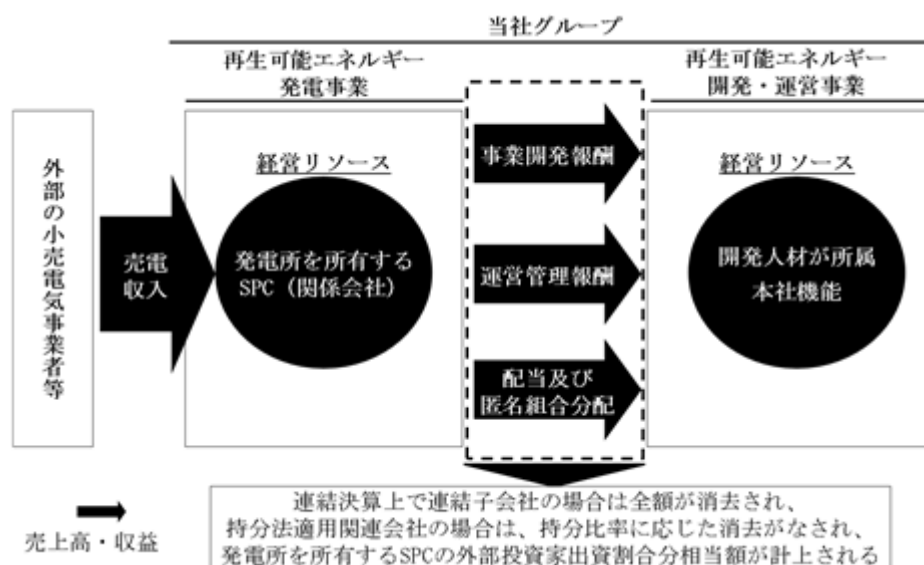 当社グループ
再生可能エネルギー
発電事業
再生可能エネルギー
開発・運営事業
外部の小売電気事業者等
売電
収入
経営リソース
発電所を所有する
SPC（関係会社）
事業開発報酬
運営管理報酬
配当及び
匿名組合分配
経営リソース
開発人材が所属
本社機能
売上高・収益
連結決算上で連結子会社の場合は全額が消去され、
持分法適用関連会社の場合は、持分比率に応じた消去がなされ、
発電所を所有するSPCの外部投資家出資割合分相当額が計上される